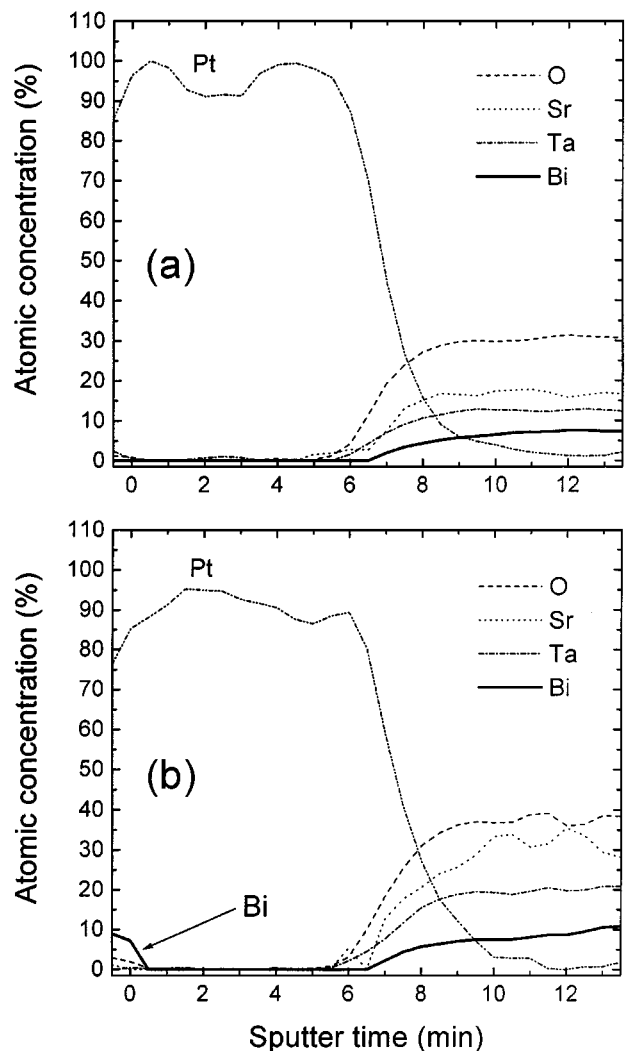 110
100
90
80
70
60
50
40
30
20
10
0
Atomic concentration (%)
Pt
O
Sr
Ta
Bi
(a)
0 2 4 6 8 10 12
110
100
90
80
70
60
50
40
30
20
10
0
Atomic concentration (%)
Pt
O
Sr
Ta
Bi
(b)
Bi
0 2 4 6 8 10 12
Sputter time (min)